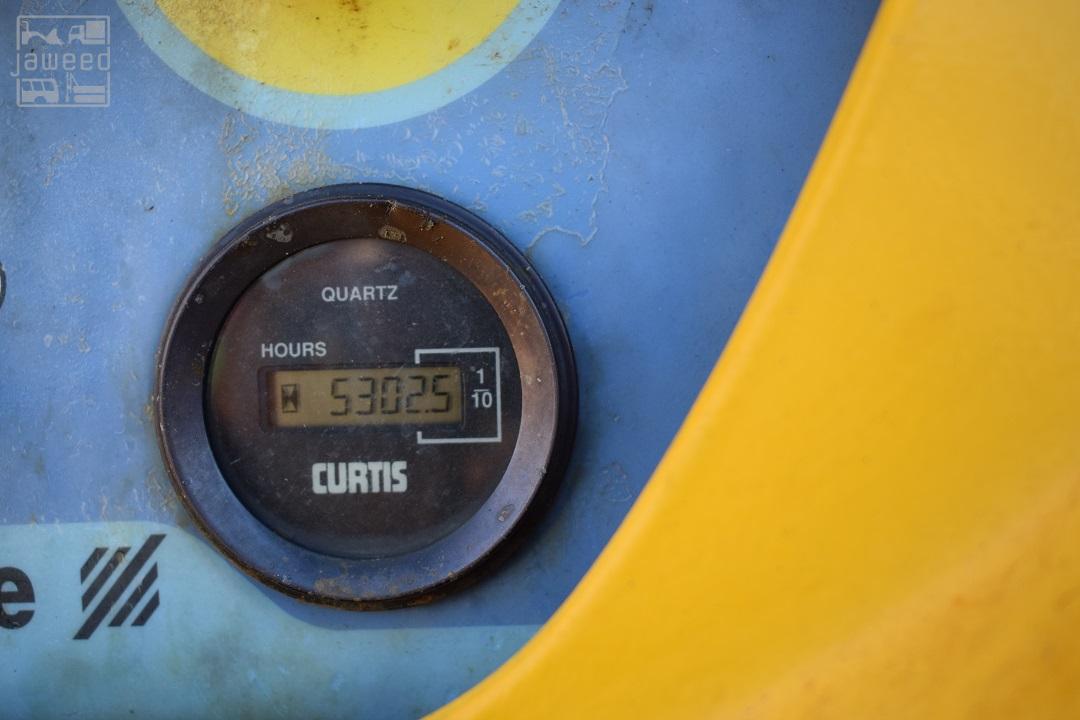 jaweed
QUARTZ
HOURS
5302.5
1
10
CURTIS
e